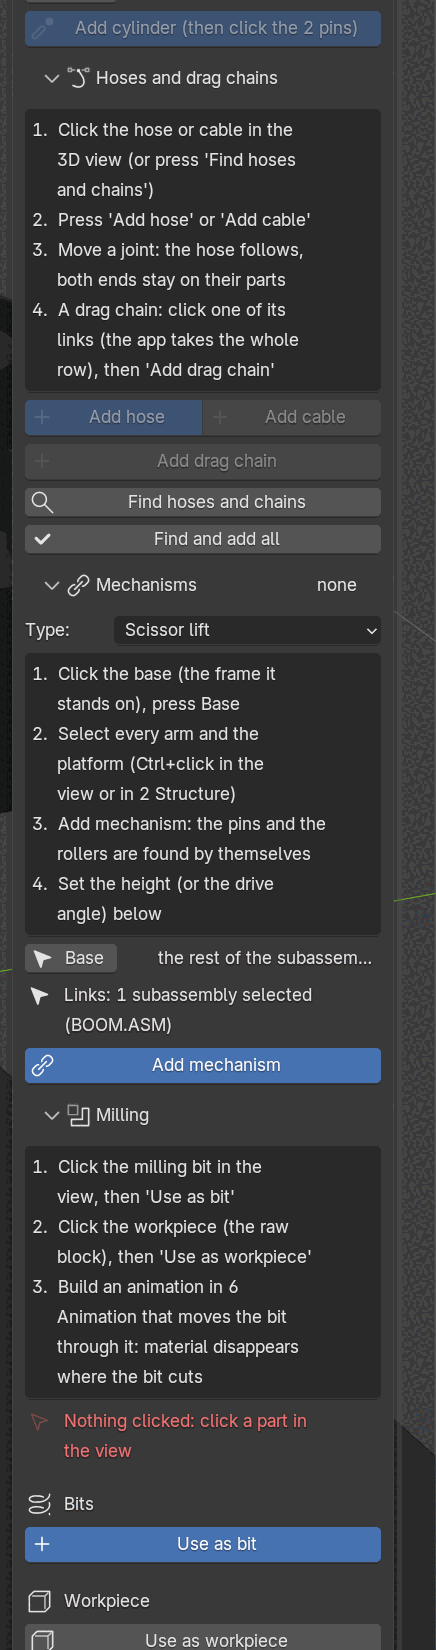 Add cylinder (then click the 2 pins)
Hoses and drag chains
1. Click the hose or cable in the
3D view (or press 'Find hoses
and chains')
2. Press 'Add hose' or 'Add cable'
3. Move a joint: the hose follows,
both ends stay on their parts
4. A drag chain: click one of its
links (the app takes the whole
row), then 'Add drag chain'
Add hose Add cable
Add drag chain
Find hoses and chains
Find and add all
Mechanisms none
Type: Scissor lift
1. Click the base (the frame it
stands on), press Base
2. Select every arm and the
platform (Ctrl+click in the
view or in 2 Structure)
3. Add mechanism: the pins and the
rollers are found by themselves
4. Set the height (or the drive
angle) below
Base the rest of the subassem...
Links: 1 subassembly selected
(BOOM.ASM)
Add mechanism
Milling
1. Click the milling bit in the
view, then 'Use as bit'
2. Click the workpiece (the raw
block), then 'Use as workpiece'
3. Build an animation in 6
Animation that moves the bit
through it: material disappears
where the bit cuts
Nothing clicked: click a part in
the view
Bits
Use as bit
Workpiece
Use as workpiece